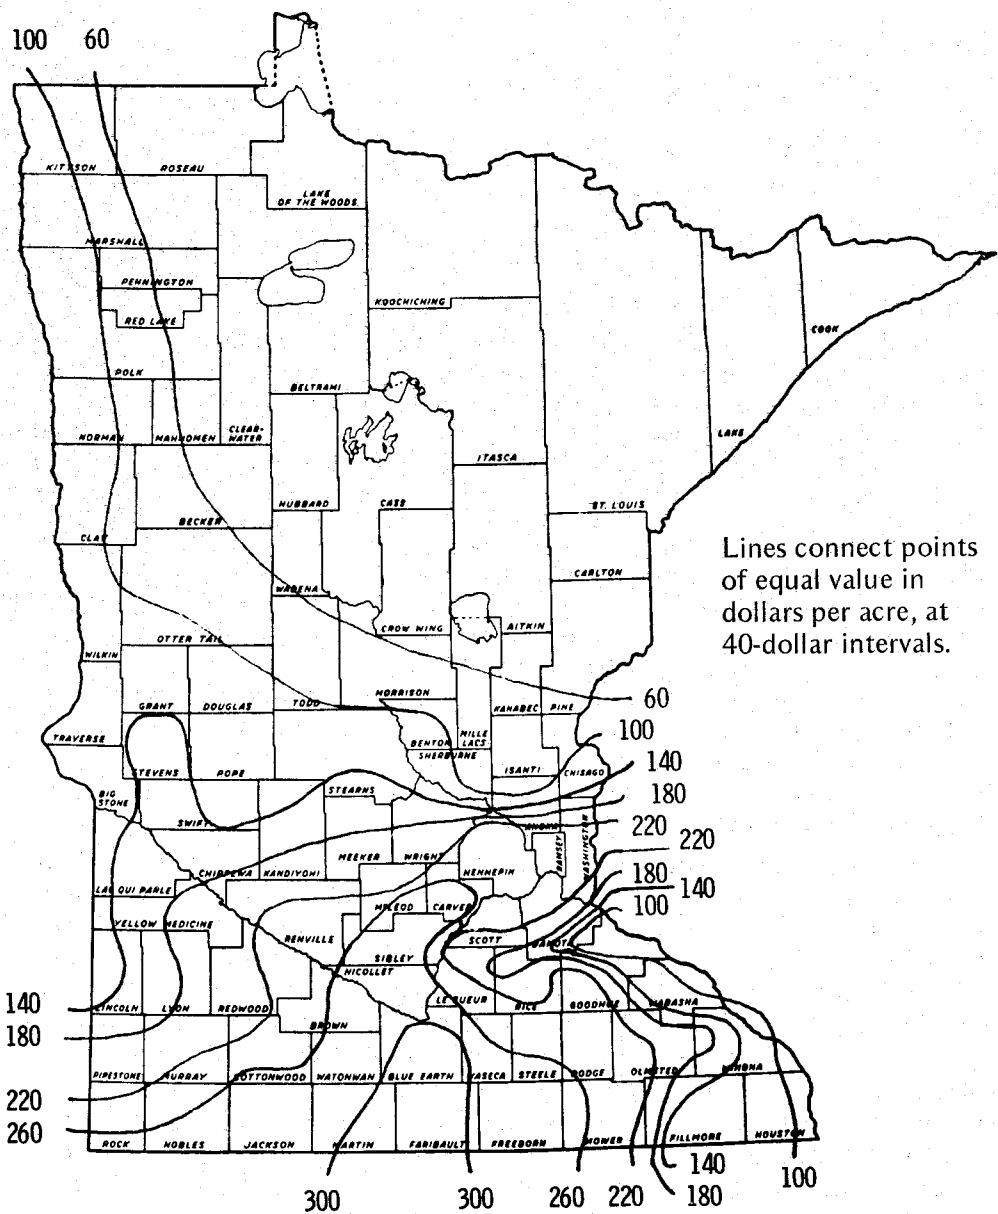 100 60
KITTSON ROSEAU
LAKE
OF THE WOODS
MARSHALL
PENNINGTON
KOOCHICHING
RED LAKE
COOK
POLK
BELTRAMI
NORMAN MAHNOMEN CLEAR-
WATER
LAKE
ITASCA
HUBBARD CASS ST. LOUIS
BECKER
CLAY
Lines connect points
of equal value in
dollars per acre, at
40-dollar intervals.
CARLTON
WADENA
CROW WING AITKIN
OTTER TAIL
WILKIN
MORRISON
60
GRANT DOUGLAS TODD
KANABEC PINE
100
TRAVERSE
BENTON MILLE
LACS
SHERBURNE
140
STEVENS POPE
ISANTI CHISAGO
STEARNS
180
BIG
STONE
SWIFT
220
ANOKA
220
RAMSEY
WASHINGTON
MEEKER WRIGHT
CHIPPEWA KANDIYOHI HENNEPIN
180
LAC QUI PARLE
140
McLEOD CARVER
100
YELLOW MEDICINE
RENVILLE
SCOTT DAKOTA
SIBLEY
NICOLLET
140
LINCOLN LYON REDWOOD
LE SUEUR RICE GOODHUE WABASHA
180
BROWN
PIPESTONE MURRAY COTTONWOOD WATONWAN BLUE EARTH WASECA STEELE DODGE OLMSTED WINONA
220
260
ROCK NOBLES JACKSON MARTIN FARIBAULT FREEBORN MOWER FILLMORE HOUSTON
140
100
300 300 260 220 180